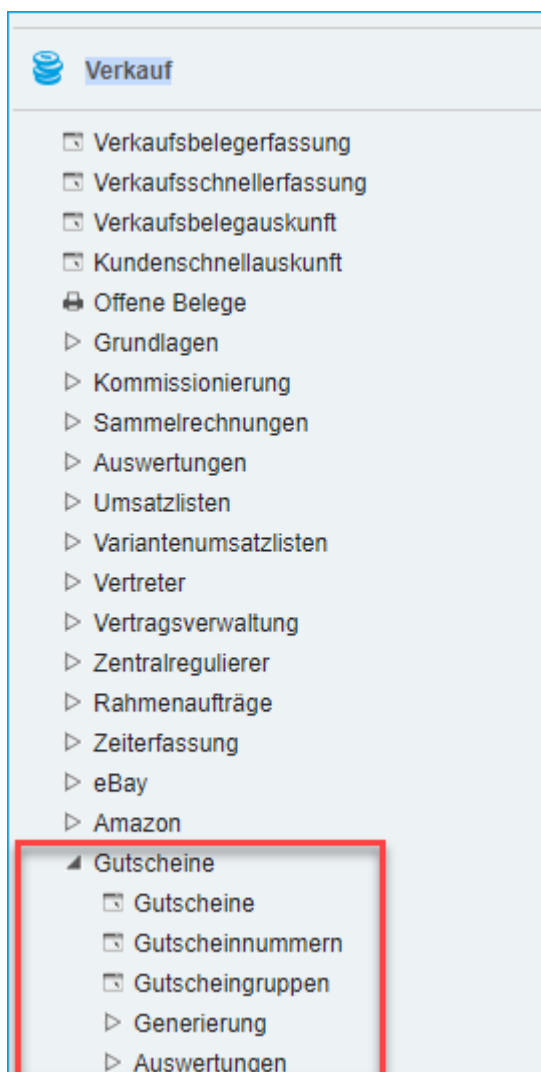 Verkauf
Verkaufsbelegerfassung
Verkaufsschnellerfassung
Verkaufsbelegauskunft
Kundenschnellauskunft
Offene Belege
Grundlagen
Kommissionierung
Sammelrechnungen
Auswertungen
Umsatzlisten
Variantenumsatzlisten
Vertreter
Vertragsverwaltung
Zentralregulierer
Rahmenaufträge
Zeiterfassung
eBay
Amazon
Gutscheine
Gutscheine
Gutscheinnummern
Gutscheingruppen
Generierung
Auswertungen